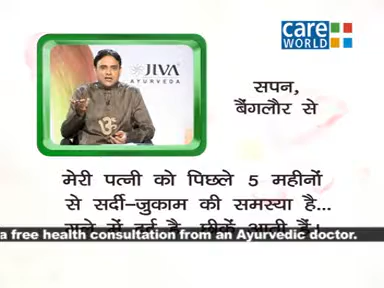 care
WORLD
JIVA
AYURVEDA
सपन,
बैंगलौर से
मेरी पत्नी को पिछले 5 महीनों
से सर्दी-जुकाम की समस्या है...
a free health consultation from an Ayurvedic doctor.